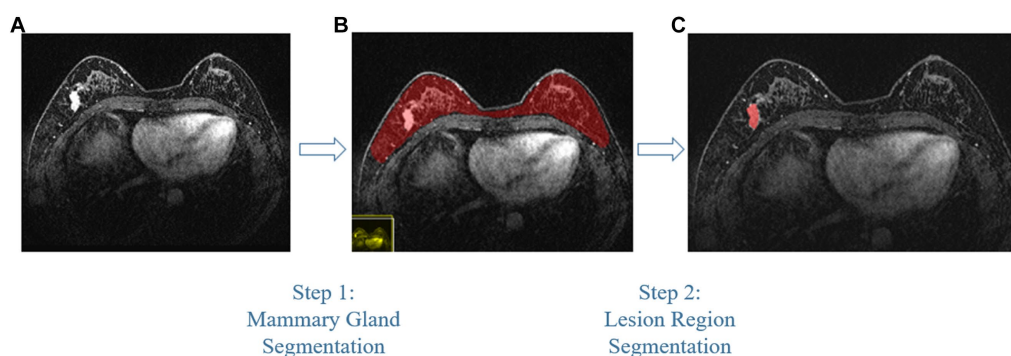 A
B
C
Step 1:
Mammary Gland
Segmentation
Step 2:
Lesion Region
Segmentation